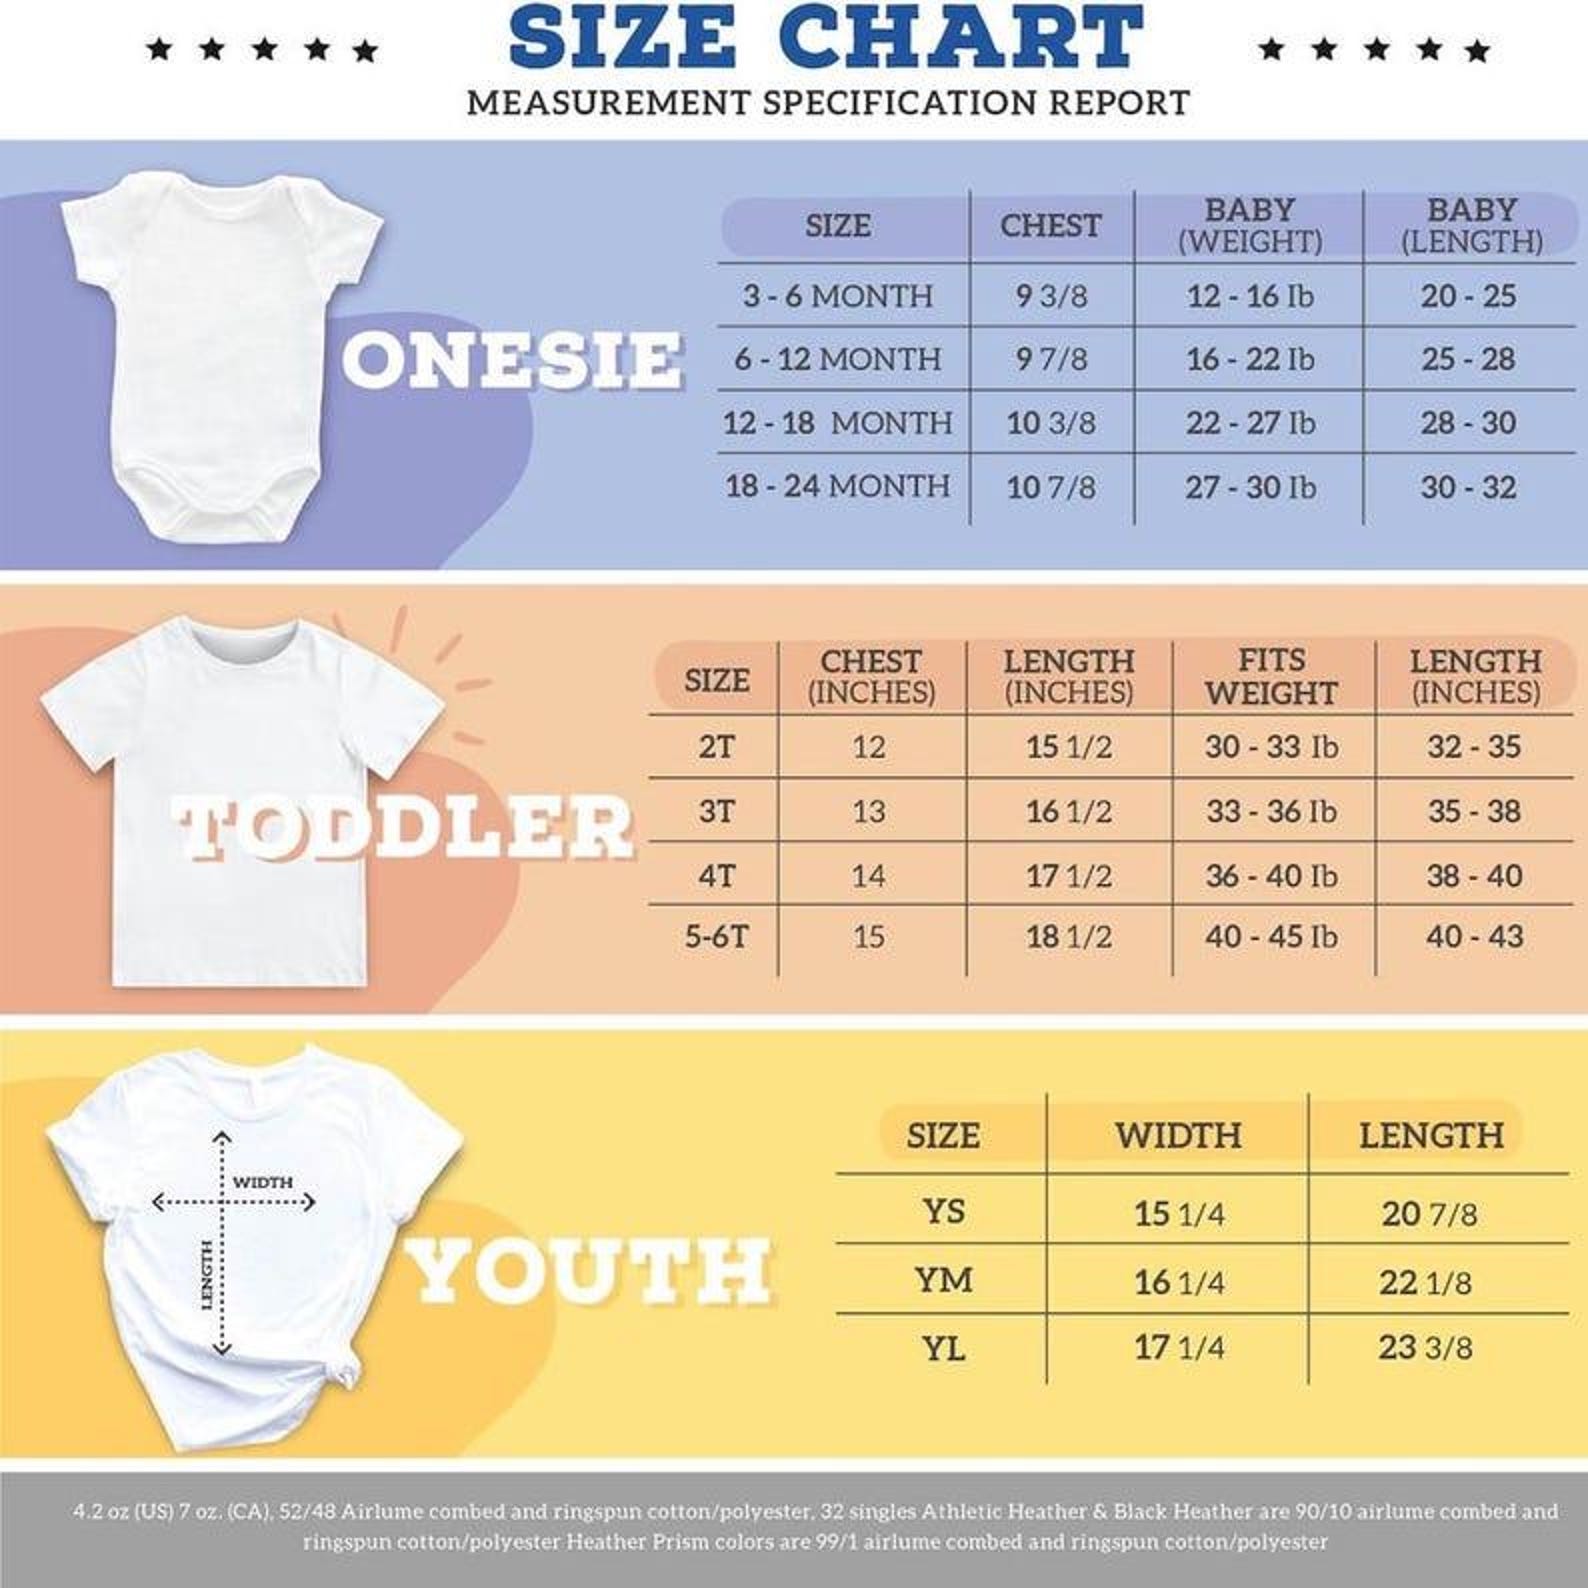 SIZE CHART
MEASUREMENT SPECIFICATION REPORT
ONESIE
SIZE CHEST BABY (WEIGHT) BABY (LENGTH)
3 - 6 MONTH 9 3/8 12 - 16 Ib 20 - 25
6 - 12 MONTH 9 7/8 16 - 22 Ib 25 - 28
12 - 18 MONTH 10 3/8 22 - 27 Ib 28 - 30
18 - 24 MONTH 10 7/8 27 - 30 Ib 30 - 32
TODDLER
SIZE CHEST (INCHES) LENGTH (INCHES) FITS WEIGHT LENGTH (INCHES)
2T 12 15 1/2 30 - 33 Ib 32 - 35
3T 13 16 1/2 33 - 36 Ib 35 - 38
4T 14 17 1/2 36 - 40 Ib 38 - 40
5-6T 15 18 1/2 40 - 45 Ib 40 - 43
WIDTH
LENGTH
YOUTH
SIZE WIDTH LENGTH
YS 15 1/4 20 7/8
YM 16 1/4 22 1/8
YL 17 1/4 23 3/8
4.2 oz (US) 7 oz. (CA), 52/48 Airlume combed and ringspun cotton/polyester, 32 singles Athletic Heather & Black Heather are 90/10 airlume combed and
ringspun cotton/polyester Heather Prism colors are 99/1 airlume combed and ringspun cotton/polyester